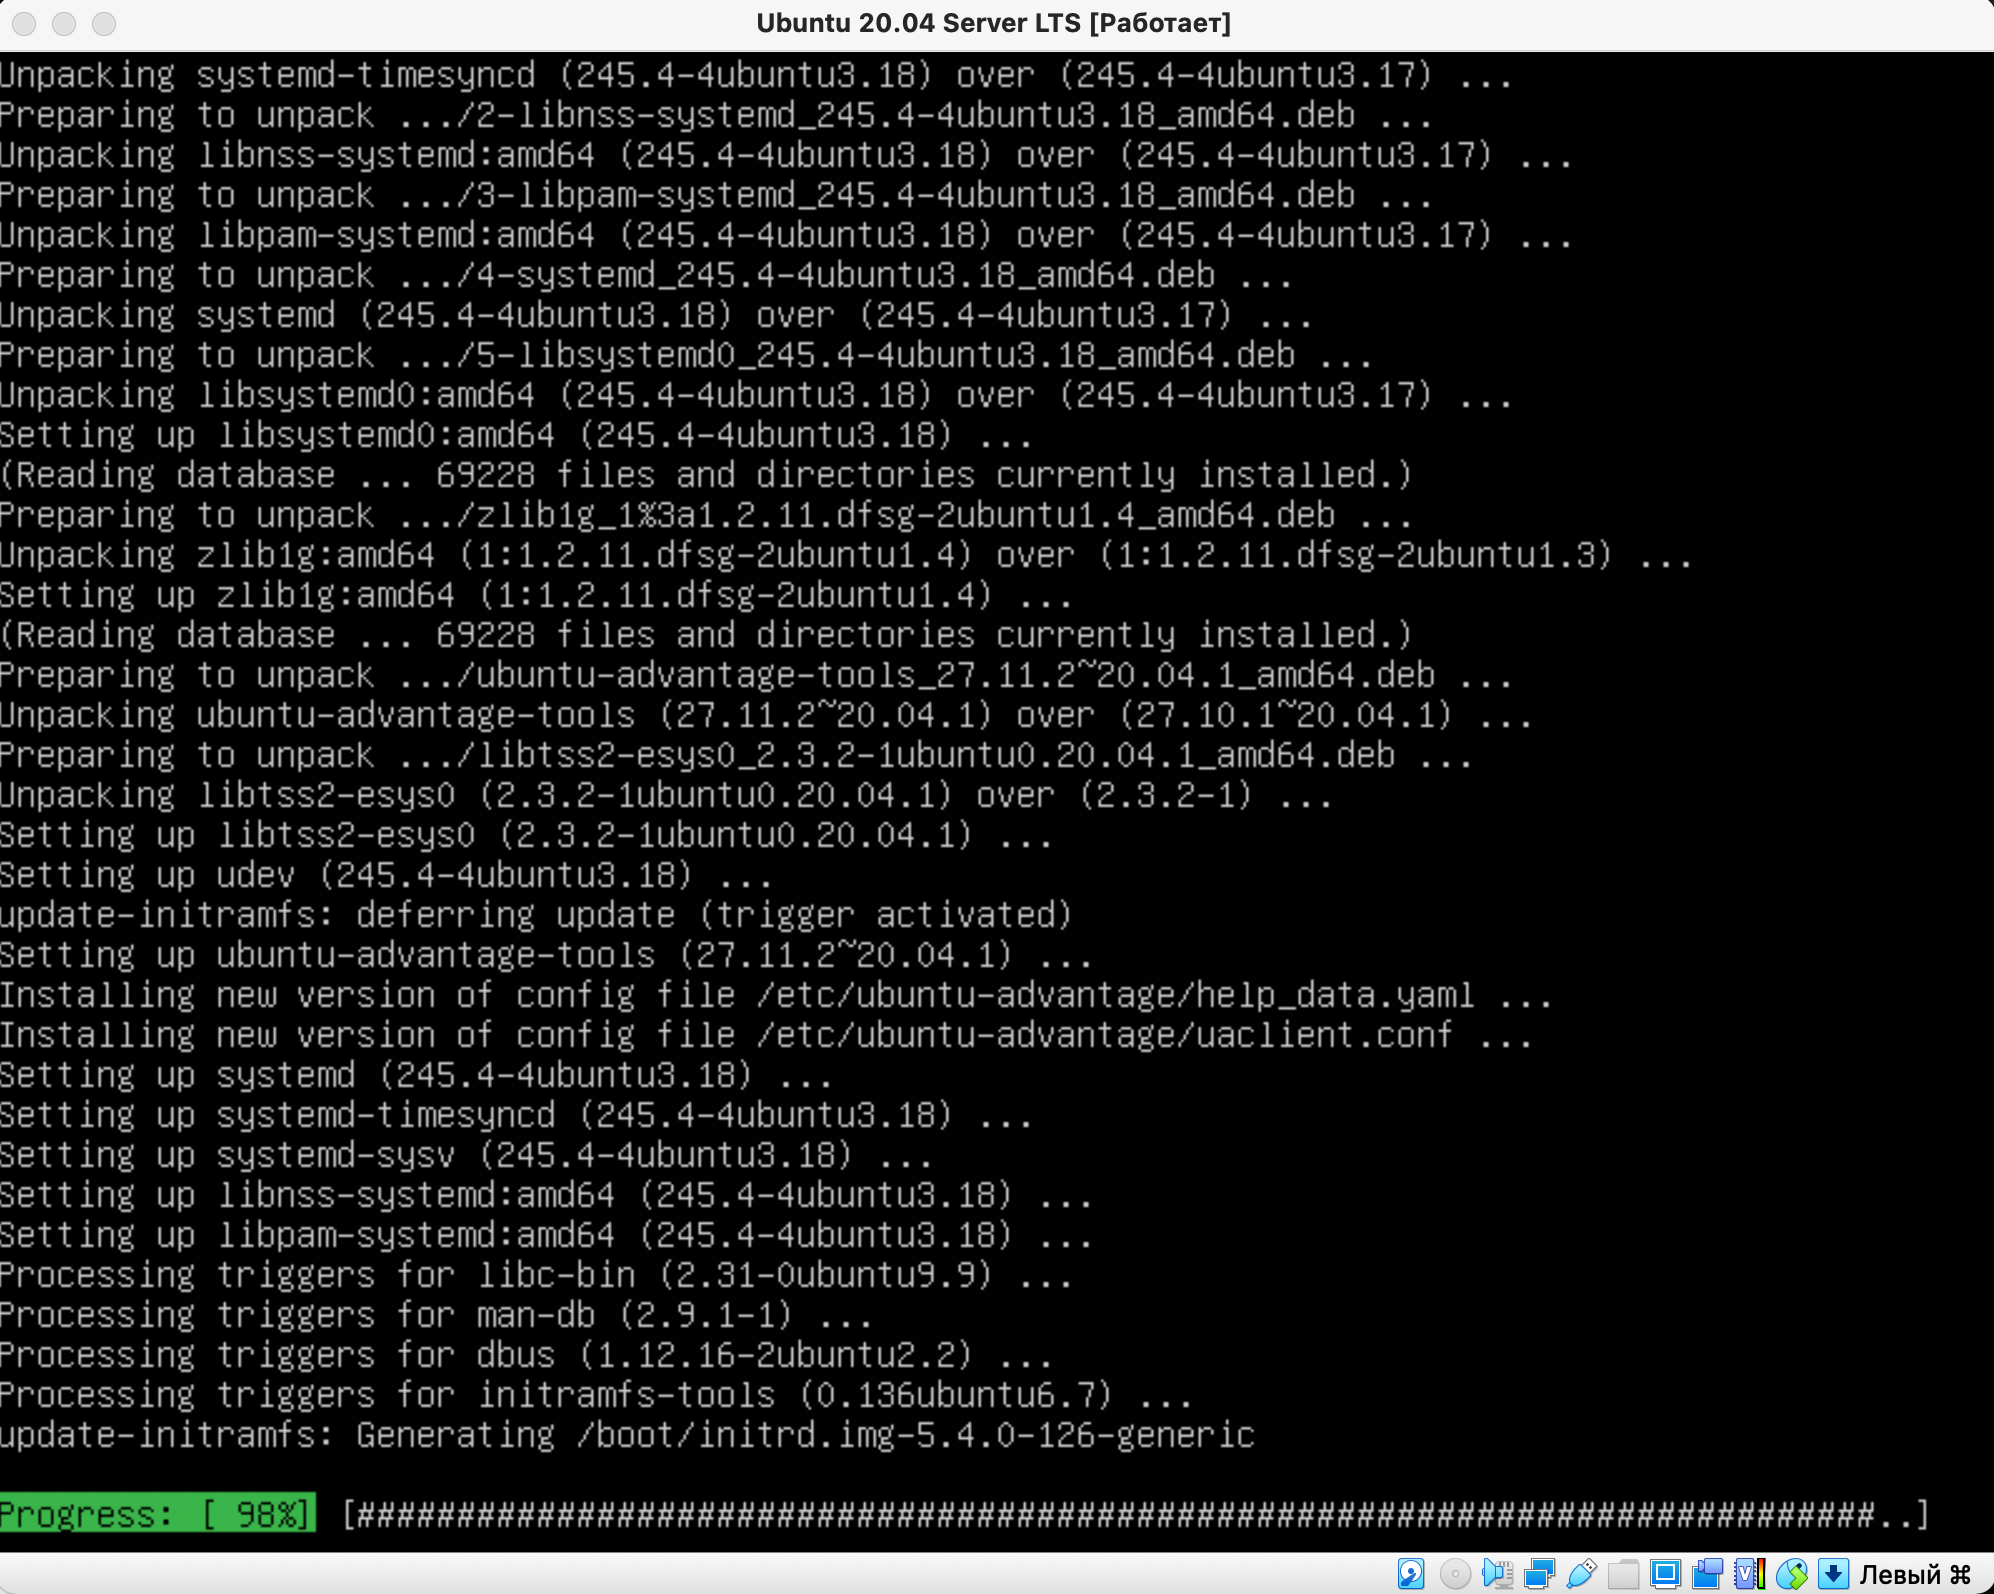 Ubuntu 20.04 Server LTS [Работает]
Unpacking systemd-timesyncd (245.4-4ubuntu3.18) over (245.4-4ubuntu3.17) ...
Preparing to unpack .../2-libnss-systemd_245.4-4ubuntu3.18_amd64.deb ...
Unpacking libnss-systemd:amd64 (245.4-4ubuntu3.18) over (245.4-4ubuntu3.17) ...
Preparing to unpack .../3-libpam-systemd_245.4-4ubuntu3.18_amd64.deb ...
Unpacking libpam-systemd:amd64 (245.4-4ubuntu3.18) over (245.4-4ubuntu3.17) ...
Preparing to unpack .../4-systemd_245.4-4ubuntu3.18_amd64.deb ...
Unpacking systemd (245.4-4ubuntu3.18) over (245.4-4ubuntu3.17) ...
Preparing to unpack .../5-libsystemd0_245.4-4ubuntu3.18_amd64.deb ...
Unpacking libsystemd0:amd64 (245.4-4ubuntu3.18) over (245.4-4ubuntu3.17) ...
Setting up libsystemd0:amd64 (245.4-4ubuntu3.18) ...
(Reading database ... 69228 files and directories currently installed.)
Preparing to unpack .../zlib1g_1%3a1.2.11.dfsg-2ubuntu1.4_amd64.deb ...
Unpacking zlib1g:amd64 (1:1.2.11.dfsg-2ubuntu1.4) over (1:1.2.11.dfsg-2ubuntu1.3) ...
Setting up zlib1g:amd64 (1:1.2.11.dfsg-2ubuntu1.4) ...
(Reading database ... 69228 files and directories currently installed.)
Preparing to unpack .../ubuntu-advantage-tools_27.11.2~20.04.1_amd64.deb ...
Unpacking ubuntu-advantage-tools (27.11.2~20.04.1) over (27.10.1~20.04.1) ...
Preparing to unpack .../libtss2-esys0_2.3.2-1ubuntu0.20.04.1_amd64.deb ...
Unpacking libtss2-esys0 (2.3.2-1ubuntu0.20.04.1) over (2.3.2-1) ...
Setting up libtss2-esys0 (2.3.2-1ubuntu0.20.04.1) ...
Setting up udev (245.4-4ubuntu3.18) ...
update-initramfs: deferring update (trigger activated)
Setting up ubuntu-advantage-tools (27.11.2~20.04.1) ...
Installing new version of config file /etc/ubuntu-advantage/help_data.yaml ...
Installing new version of config file /etc/ubuntu-advantage/uaclient.conf ...
Setting up systemd (245.4-4ubuntu3.18) ...
Setting up systemd-timesyncd (245.4-4ubuntu3.18) ...
Setting up systemd-sysv (245.4-4ubuntu3.18) ...
Setting up libnss-systemd:amd64 (245.4-4ubuntu3.18) ...
Setting up libpam-systemd:amd64 (245.4-4ubuntu3.18) ...
Processing triggers for libc-bin (2.31-0ubuntu9.9) ...
Processing triggers for man-db (2.9.1-1) ...
Processing triggers for dbus (1.12.16-2ubuntu2.2) ...
Processing triggers for initramfs-tools (0.136ubuntu6.7) ...
update-initramfs: Generating /boot/initrd.img-5.4.0-126-generic
Progress: [ 98%] [############################################################################..]
Левый ⌘